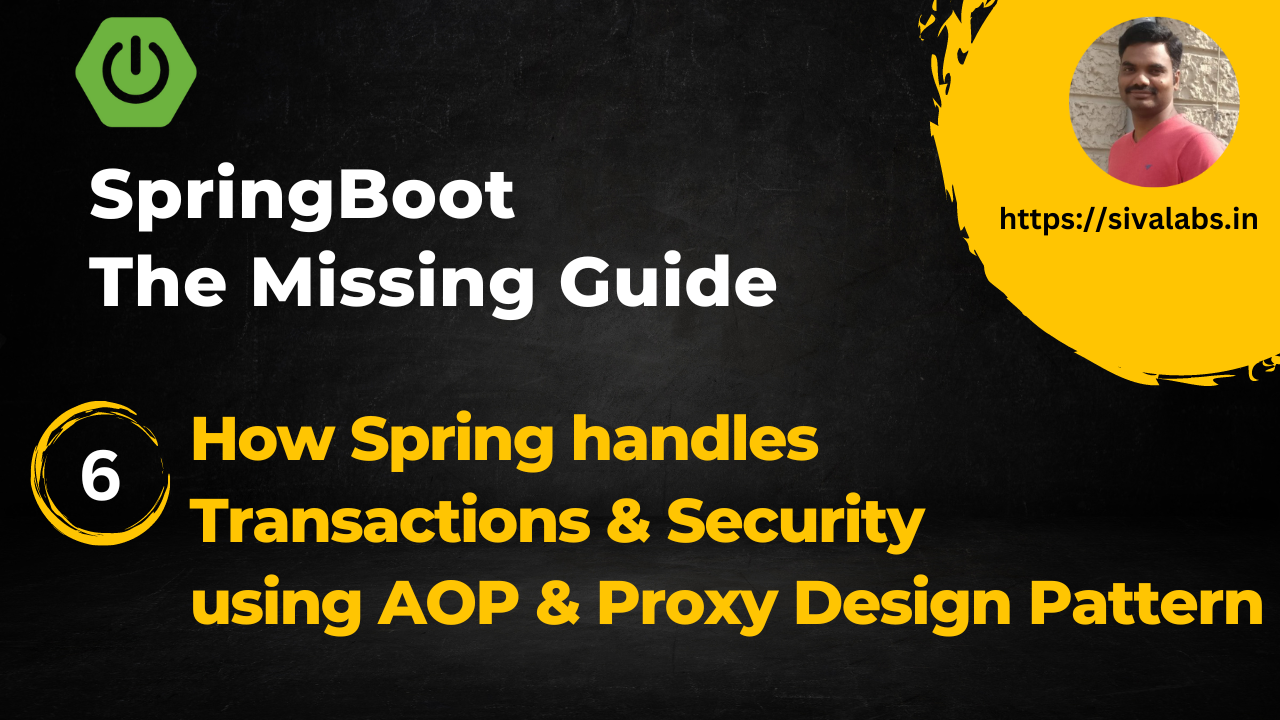 SpringBoot
The Missing Guide
https://sivalabs.in
6
How Spring handles
Transactions & Security
using AOP & Proxy Design Pattern